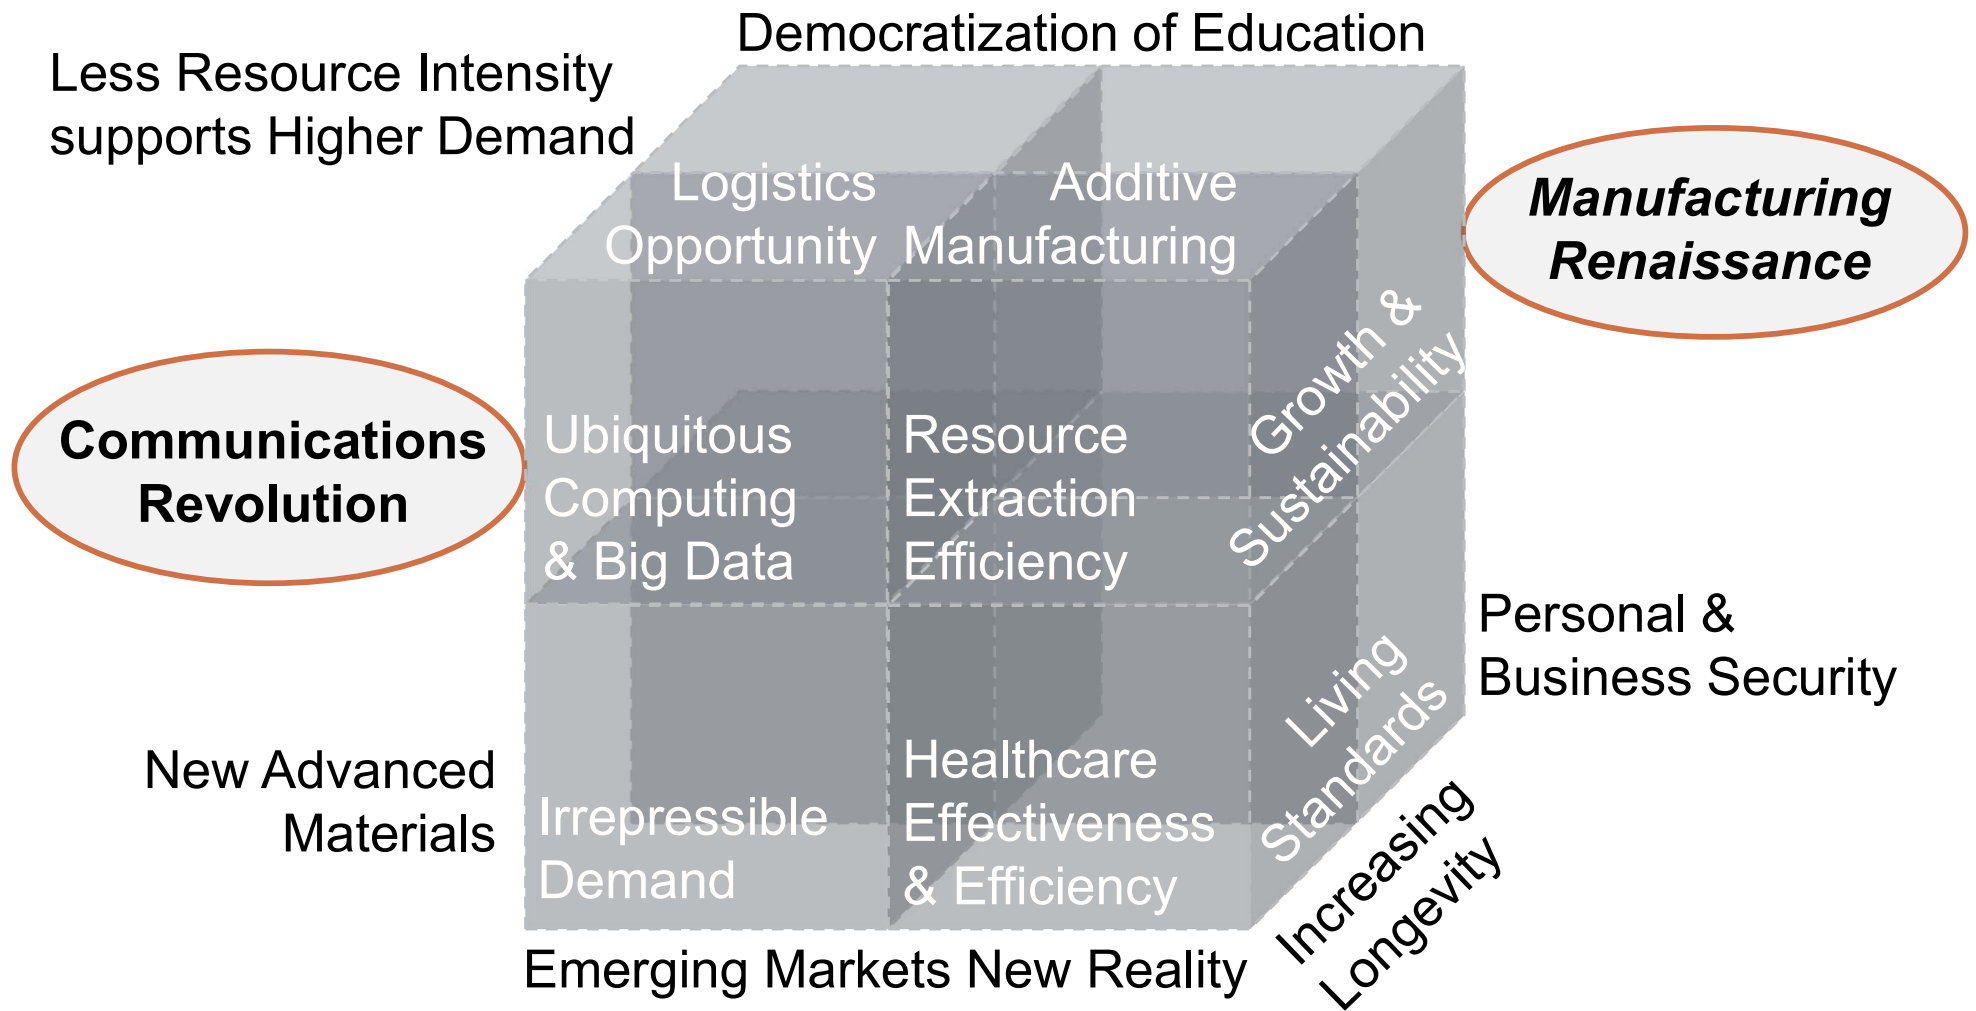 Democratization of Education
Less Resource Intensity
supports Higher Demand
Logistics
Opportunity
Additive
Manufacturing
Manufacturing
Renaissance
Communications
Revolution
Ubiquitous
Computing
& Big Data
Resource
Extraction
Efficiency
Growth &
Sustainability
Personal &
Business Security
New Advanced
Materials
Irrepressible
Demand
Healthcare
Effectiveness
& Efficiency
Living
Standards
Increasing
Longevity
Emerging Markets New Reality